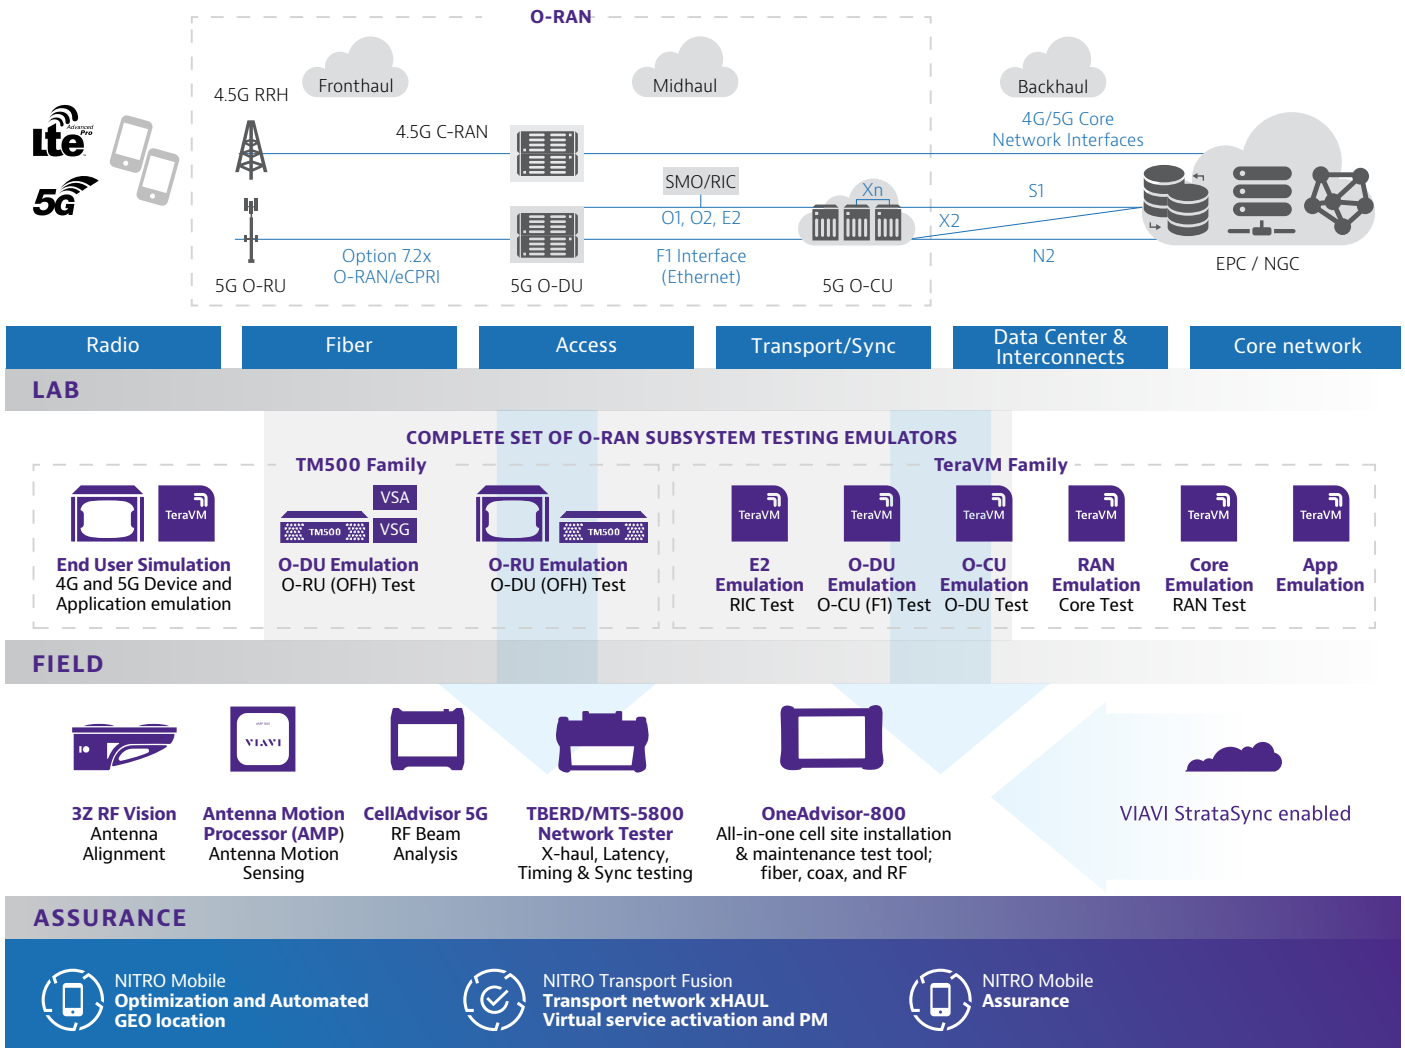 O-RAN
Fronthaul
Midhaul
Backhaul
4.5G RRH
LTE
Advanced
Pro
5G
4.5G C-RAN
4G/5G Core
Network Interfaces
SMO/RIC
Xn
S1
O1, O2, E2
X2
Option 7.2x
O-RAN/eCPRI
F1 Interface
(Ethernet)
N2
EPC / NGC
5G O-RU
5G O-DU
5G O-CU
Radio
Fiber
Access
Transport/Sync
Data Center &
Interconnects
Core network
LAB
COMPLETE SET OF O-RAN SUBSYSTEM TESTING EMULATORS
TM500 Family
TeraVM Family
TeraVM
VSA
VSG
TM500
TM500
TeraVM
TeraVM
TeraVM
TeraVM
TeraVM
TeraVM
End User Simulation
4G and 5G Device and
Application emulation
O-DU Emulation
O-RU (OFH) Test
O-RU Emulation
O-DU (OFH) Test
E2
Emulation
RIC Test
O-DU
Emulation
O-CU (F1) Test
O-CU
Emulation
O-DU Test
RAN
Emulation
Core Test
Core
Emulation
RAN Test
App
Emulation
FIELD
VIAVI
3Z RF Vision
Antenna
Alignment
Antenna Motion
Processor (AMP)
Antenna Motion
Sensing
CellAdvisor 5G
RF Beam
Analysis
TBERD/MTS-5800
Network Tester
X-haul, Latency,
Timing & Sync testing
OneAdvisor-800
All-in-one cell site installation
& maintenance test tool;
fiber, coax, and RF
VIAVI StrataSync enabled
ASSURANCE
NITRO Mobile
Optimization and Automated
GEO location
NITRO Transport Fusion
Transport network xHAUL
Virtual service activation and PM
NITRO Mobile
Assurance